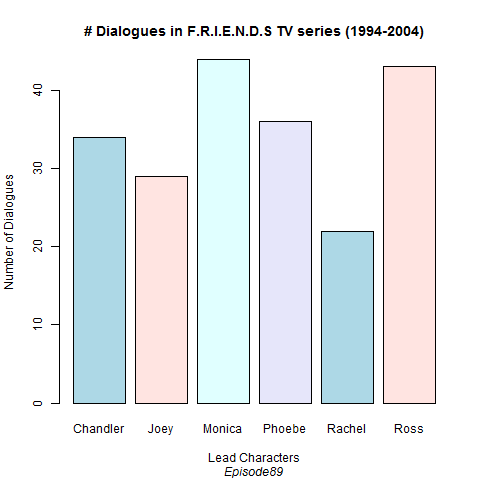 # Dialogues in F.R.I.E.N.D.S TV series (1994-2004)
Number of Dialogues
40
30
20
10
0
Chandler Joey Monica Phoebe Rachel Ross
Lead Characters
Episode89